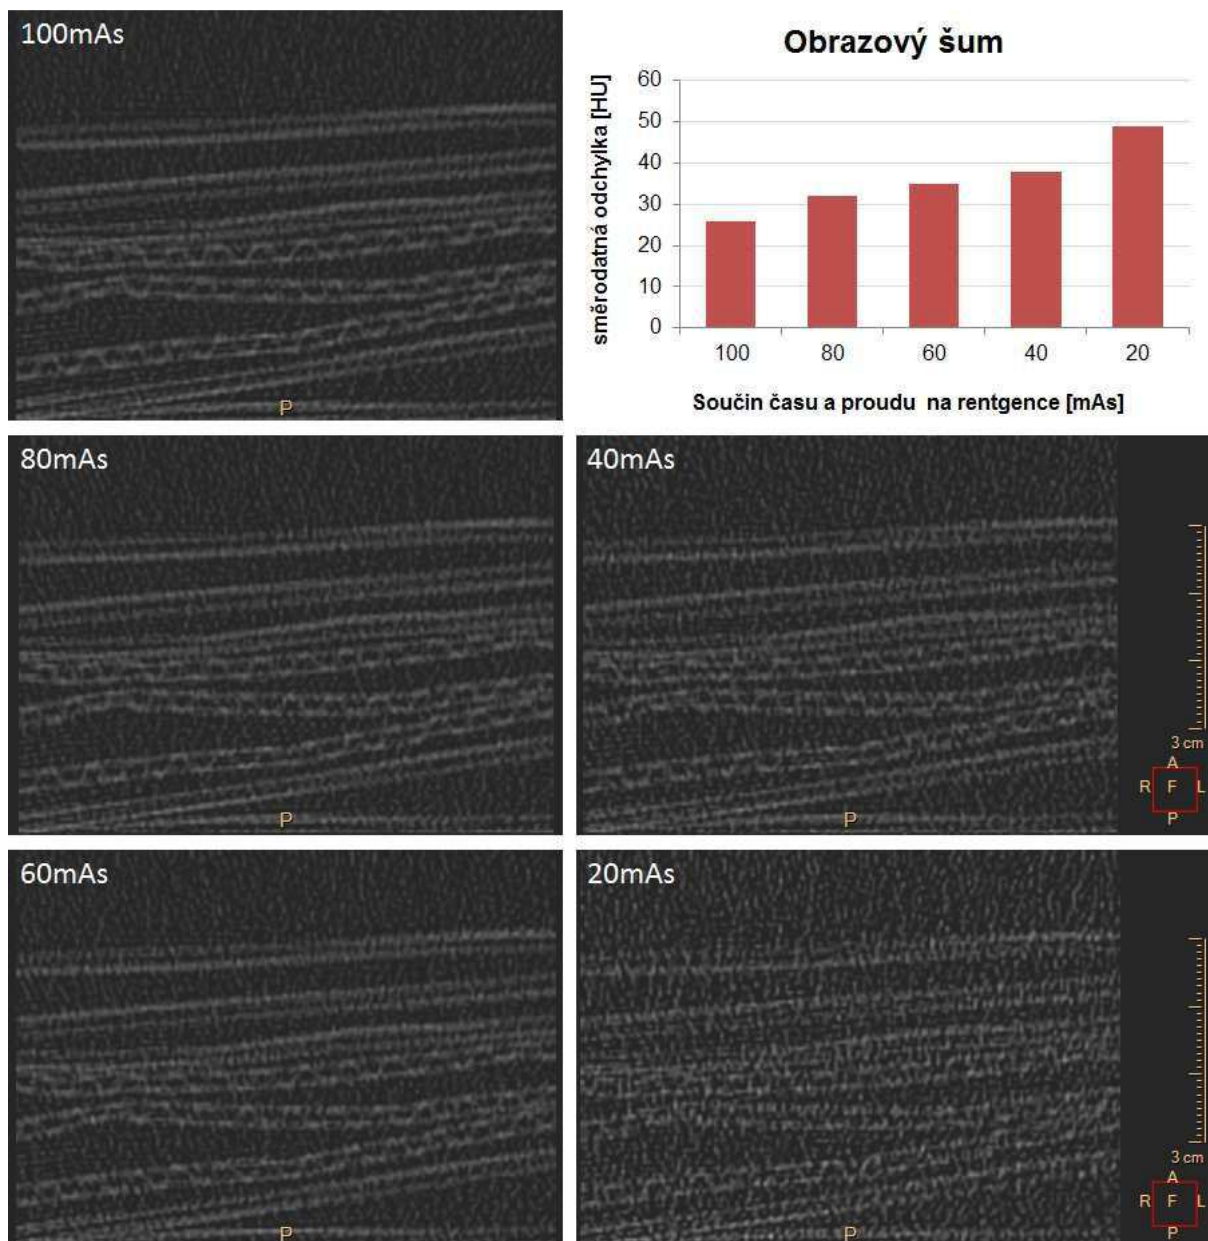 100mAs
P
Obrazový šum
směrodatná odchylka [HU]
60
50
40
30
20
10
0
100 80 60 40 20
Součin času a proudu na rentgence [mAs]
80mAs
P
40mAs
P
3 cm
A
R F L
P
60mAs
P
20mAs
P
3 cm
A
R F L
P